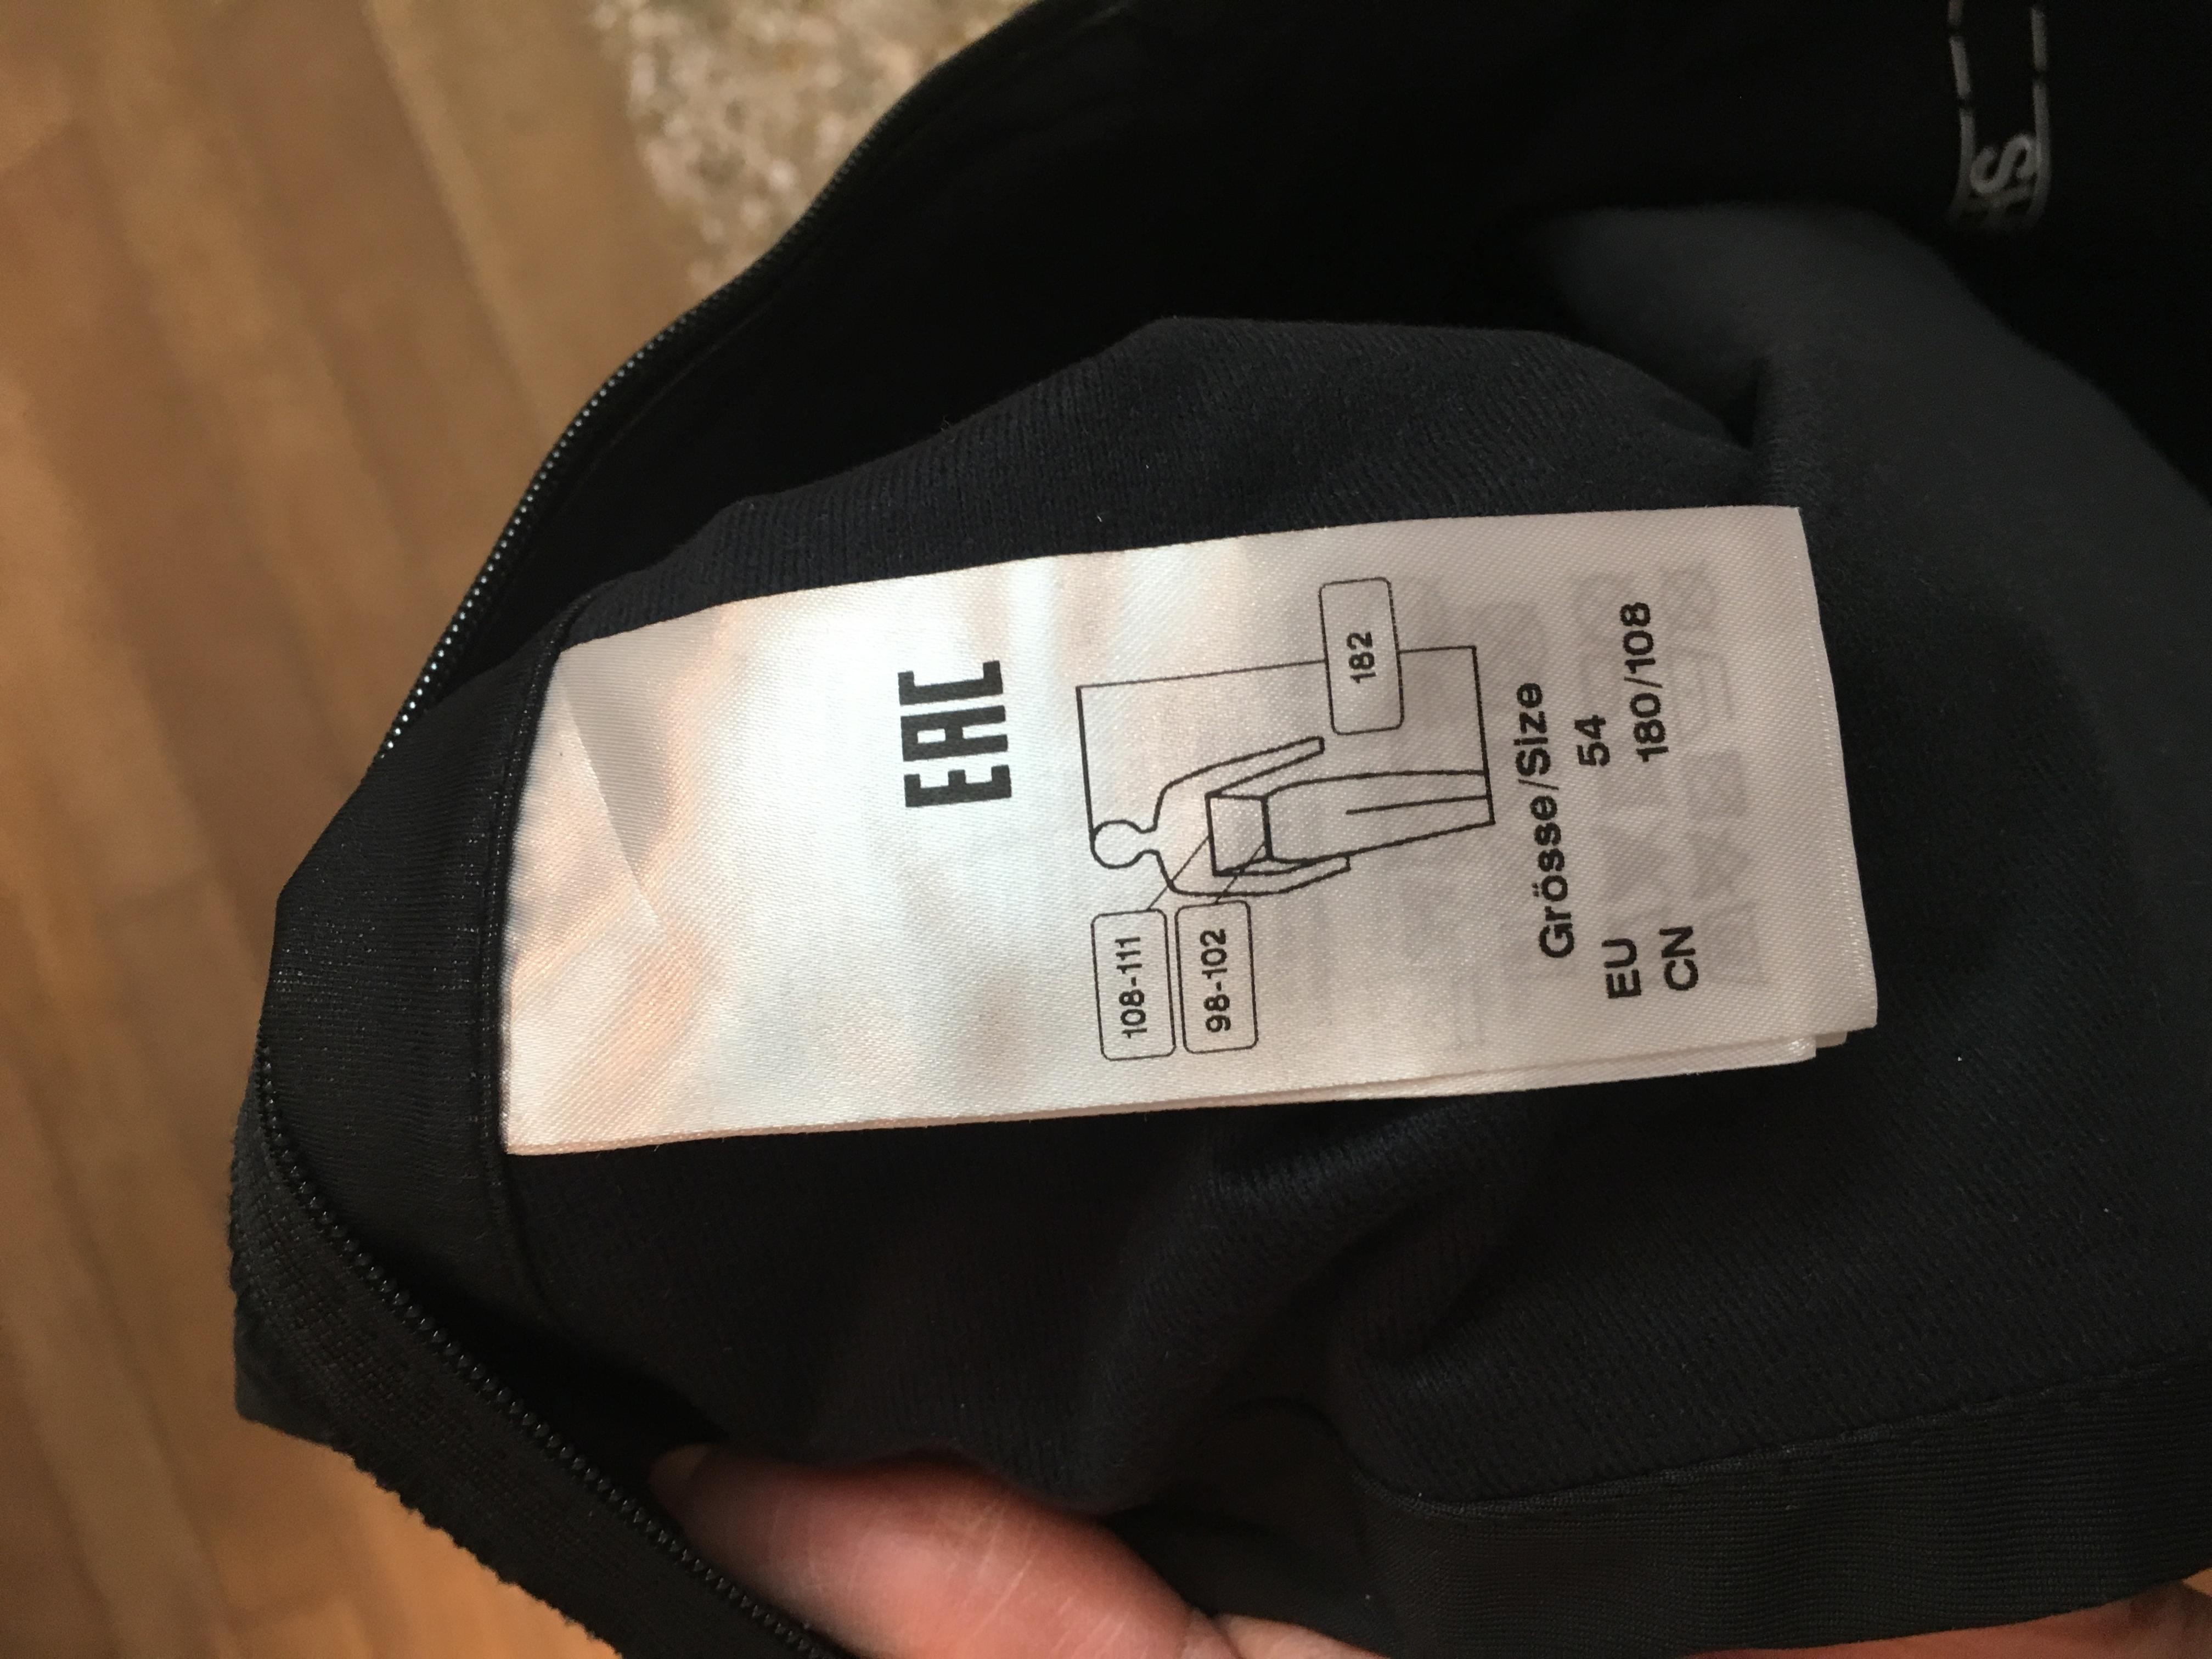 EAC
182
108-111
98-102
Grösse/Size
EU 54
CN 180/108